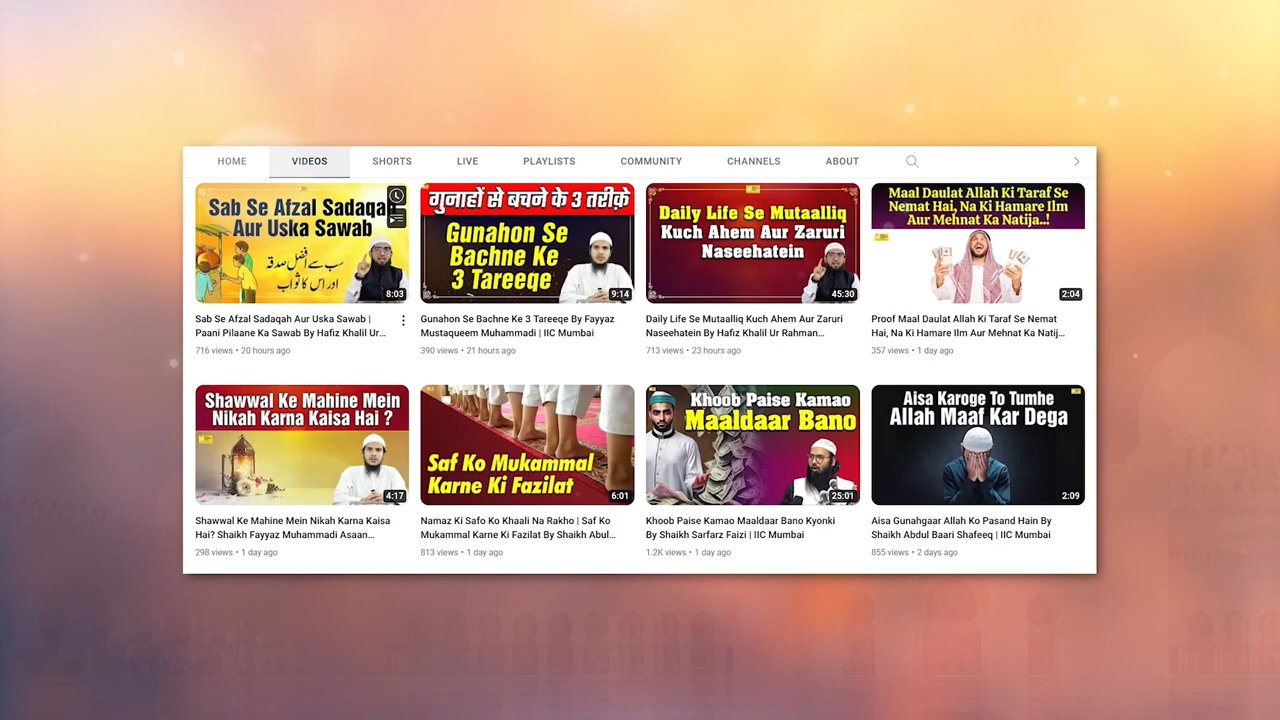 HOME VIDEOS SHORTS LIVE PLAYLISTS COMMUNITY CHANNELS ABOUT
Sab Se Afzal Sadaqa
Aur Uska Sawab
سب سے افضل صدقہ
اور اس کا ثواب
8:03
Sab Se Afzal Sadaqah Aur Uska Sawab |
Paani Pilaane Ka Sawab By Hafiz Khalil Ur...
716 views • 20 hours ago
गुनाहों से बचने के 3 तरीक़े
Gunahon Se
Bachne Ke
3 Tareeqe
9:14
Gunahon Se Bachne Ke 3 Tareeqe By Fayyaz
Mustaqueem Muhammadi | IIC Mumbai
390 views • 21 hours ago
Daily Life Se Mutaalliq
Kuch Ahem Aur Zaruri
Naseehatein
45:30
Daily Life Se Mutaalliq Kuch Ahem Aur Zaruri
Naseehatein By Hafiz Khalil Ur Rahman...
713 views • 23 hours ago
Maal Daulat Allah Ki Taraf Se
Nemat Hai, Na Ki Hamare Ilm
Aur Mehnat Ka Natija..!
2:04
Proof Maal Daulat Allah Ki Taraf Se Nemat
Hai, Na Ki Hamare Ilm Aur Mehnat Ka Natij...
357 views • 1 day ago
Shawwal Ke Mahine Mein
Nikah Karna Kaisa Hai ?
4:17
Shawwal Ke Mahine Mein Nikah Karna Kaisa
Hai? Shaikh Fayyaz Muhammadi Asaan...
298 views • 1 day ago
Saf Ko Mukammal
Karne Ki Fazilat
6:01
Namaz Ki Safo Ko Khaali Na Rakho | Saf Ko
Mukammal Karne Ki Fazilat By Shaikh Abul...
813 views • 1 day ago
Khoob Paise Kamao
Maaldaar Bano
25:01
Khoob Paise Kamao Maaldaar Bano Kyonki
By Shaikh Sarfarz Faizi | IIC Mumbai
1.2K views • 1 day ago
Aisa Karoge To Tumhe
Allah Maaf Kar Dega
2:09
Aisa Gunahgaar Allah Ko Pasand Hain By
Shaikh Abdul Baari Shafeeq | IIC Mumbai
855 views • 2 days ago